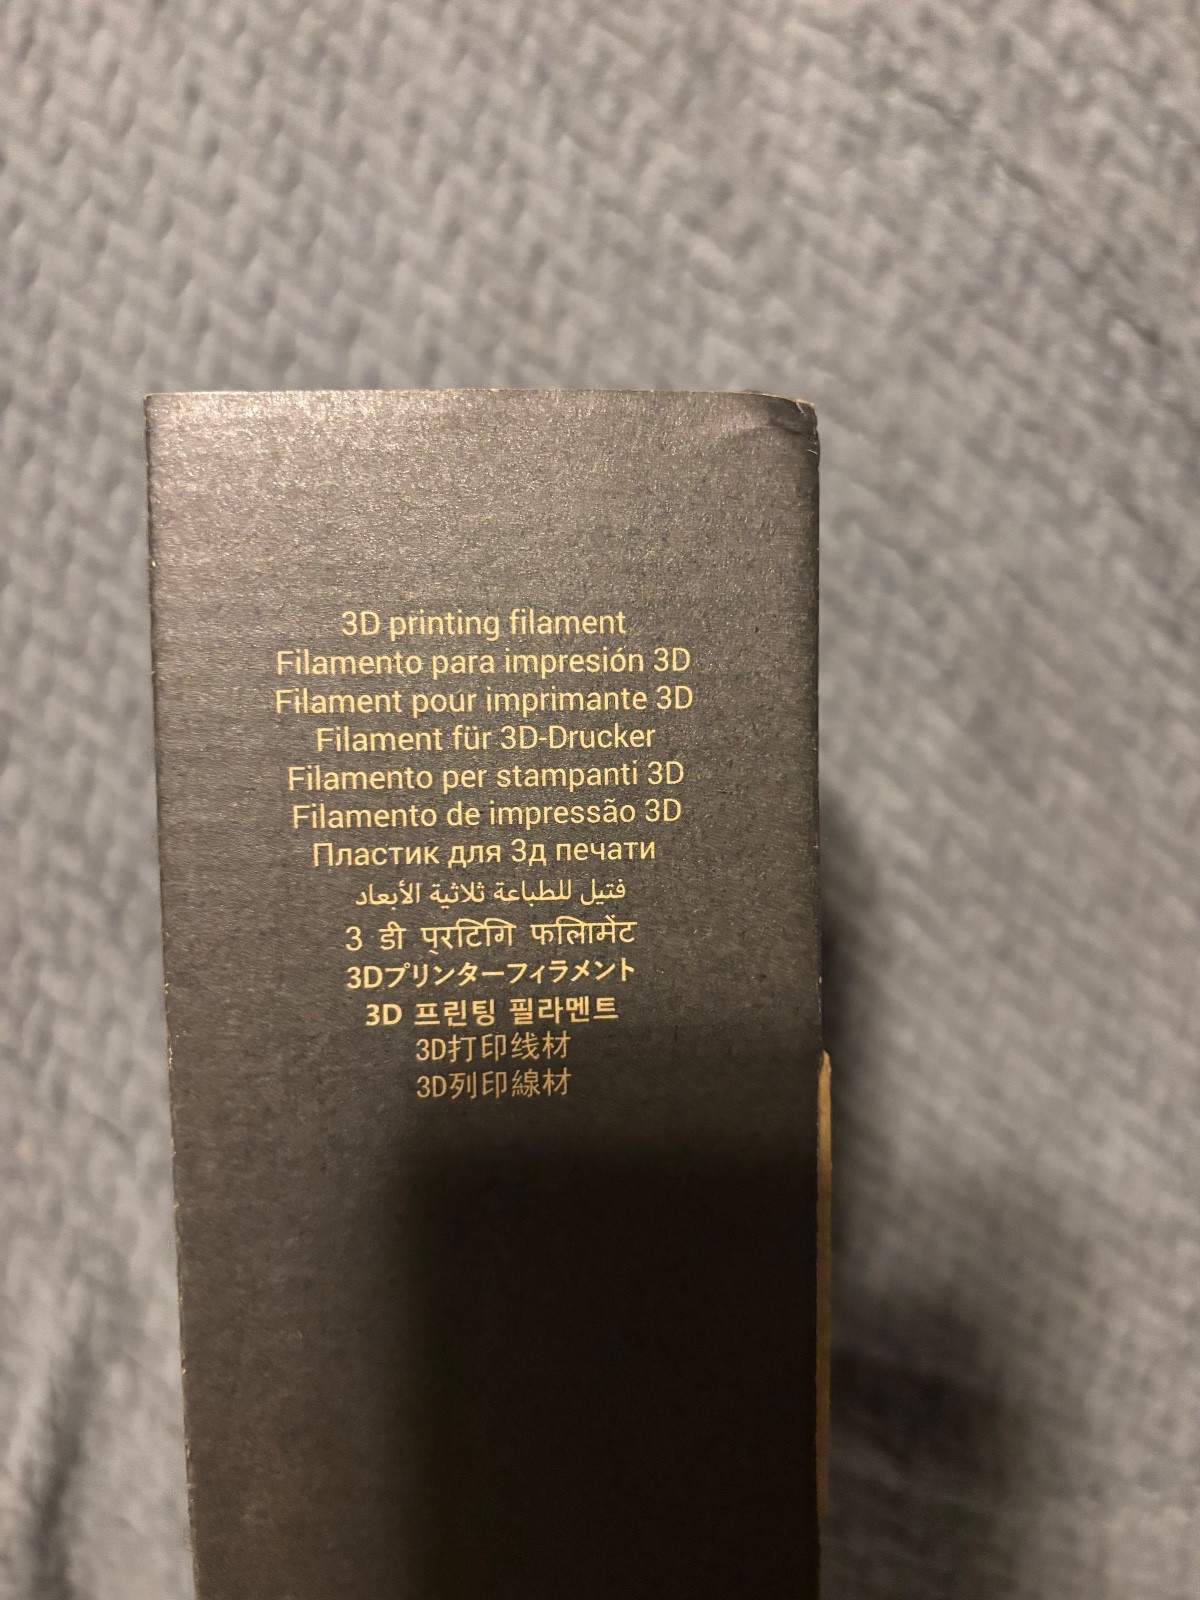 3D printing filament
Filamento para impresión 3D
Filament pour imprimante 3D
Filament für 3D-Drucker
Filamento per stampanti 3D
Filamento de impressão 3D
Пластик для 3д печати
فتيل للطباعة ثلاثية الأبعاد
3 डी प्रटिगि फलिामेंट
3Dプリンターフィラメント
3D 프린팅 필라멘트
3D打印线材
3D列印線材